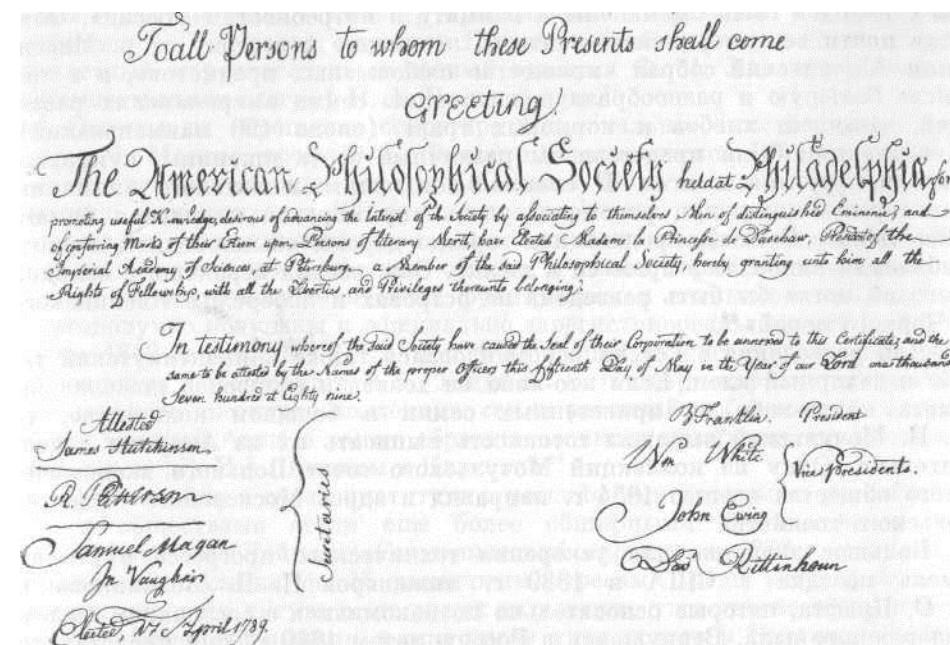 To all Persons to whom these Presents shall come
Greeting
The American Philosophical Society held at Philadelphia for
promoting useful Knowledge, desirous of advancing the Interest of the Society by associating to themselves Men of distinguished Eminence, and
of conferring Marks of their Esteem upon Persons of literary Merit have Elected Madame la Princesse de Daschaw, President of the
Imperial Academy of Sciences, at Petersburg a Member of the said Philosophical Society, hereby granting unto him all the
Rights of Fellowship, with all the Liberties, and Privileges thereunto belonging;
In testimony whereof the said Society have caused the Seal of their Corporation to be annexed to this Certificate, and the
same to be attested by the Names of the proper Officers this fifteenth Day of May in the Year of our Lord one thousand
Seven hundred et Eighty nine.
Attested
James Hutchinson.
R. Patterson
Samuel Magan
Jn. Vaughan
Secretaries
Elected, 17th April 1789.
B Franklin, President
Wm White
John Ewing
Vice Presidents.
Dad Rittenhouse